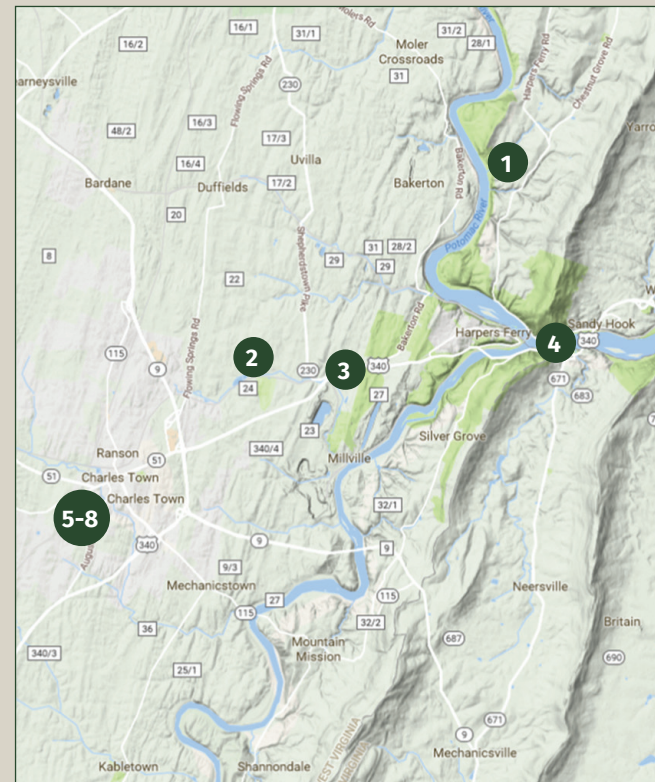 Molers Rd
16/1
31/1
31/2
28/1
16/2
Moler
Crossroads
31
Harpers Ferry Rd
Chestnut Grove Rd
arneysville
Flowing Springs Rd
230
48/2
16/3
17/3
Yarro
16/4
Uvilla
1
Bakerton Rd
Bardane
Duffields
17/2
Bakerton
20
Potomac River
8
31
28/2
29
29
22
Shepherdstown Pike
Bakerton Rd
Flowing Springs Rd
Harpers Ferry
Sandy Hook
115
9
2
24
230
3
340
4
340
671
27
683
23
Silver Grove
Ranson
51
340/4
Millville
51
Charles Town
Charles Town
5-8
32/1
340
9
9
9/3
Mechanicstown
27
115
115
Neersville
36
32/2
Britain
340/3
Mountain
Mission
687
690
25/1
671
9
WEST VIRGINIA
VIRGINIA
Mechanicsville
Kabletown
Shannondale